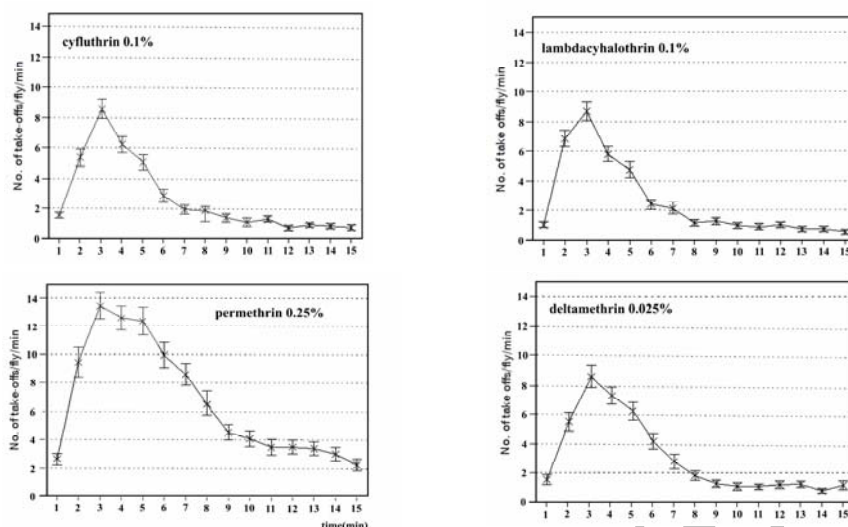 cyfluthrin 0.1%
No. of take-offs/fly/min
14
12
10
8
6
4
2
0
1 2 3 4 5 6 7 8 9 10 11 12 13 14 15
lambdacyhalothrin 0.1%
No. of take offs/fly/min
14
12
10
8
6
4
2
0
1 2 3 4 5 6 7 8 9 10 11 12 13 14 15
permethrin 0.25%
No. of take-offs/fly/min
14
12
10
8
6
4
2
0
1 2 3 4 5 6 7 8 9 10 11 12 13 14 15
time(min)
deltamethrin 0.025%
No. of take offs/fly/min
14
12
10
8
6
4
2
0
1 2 3 4 5 6 7 8 9 10 11 12 13 14 15